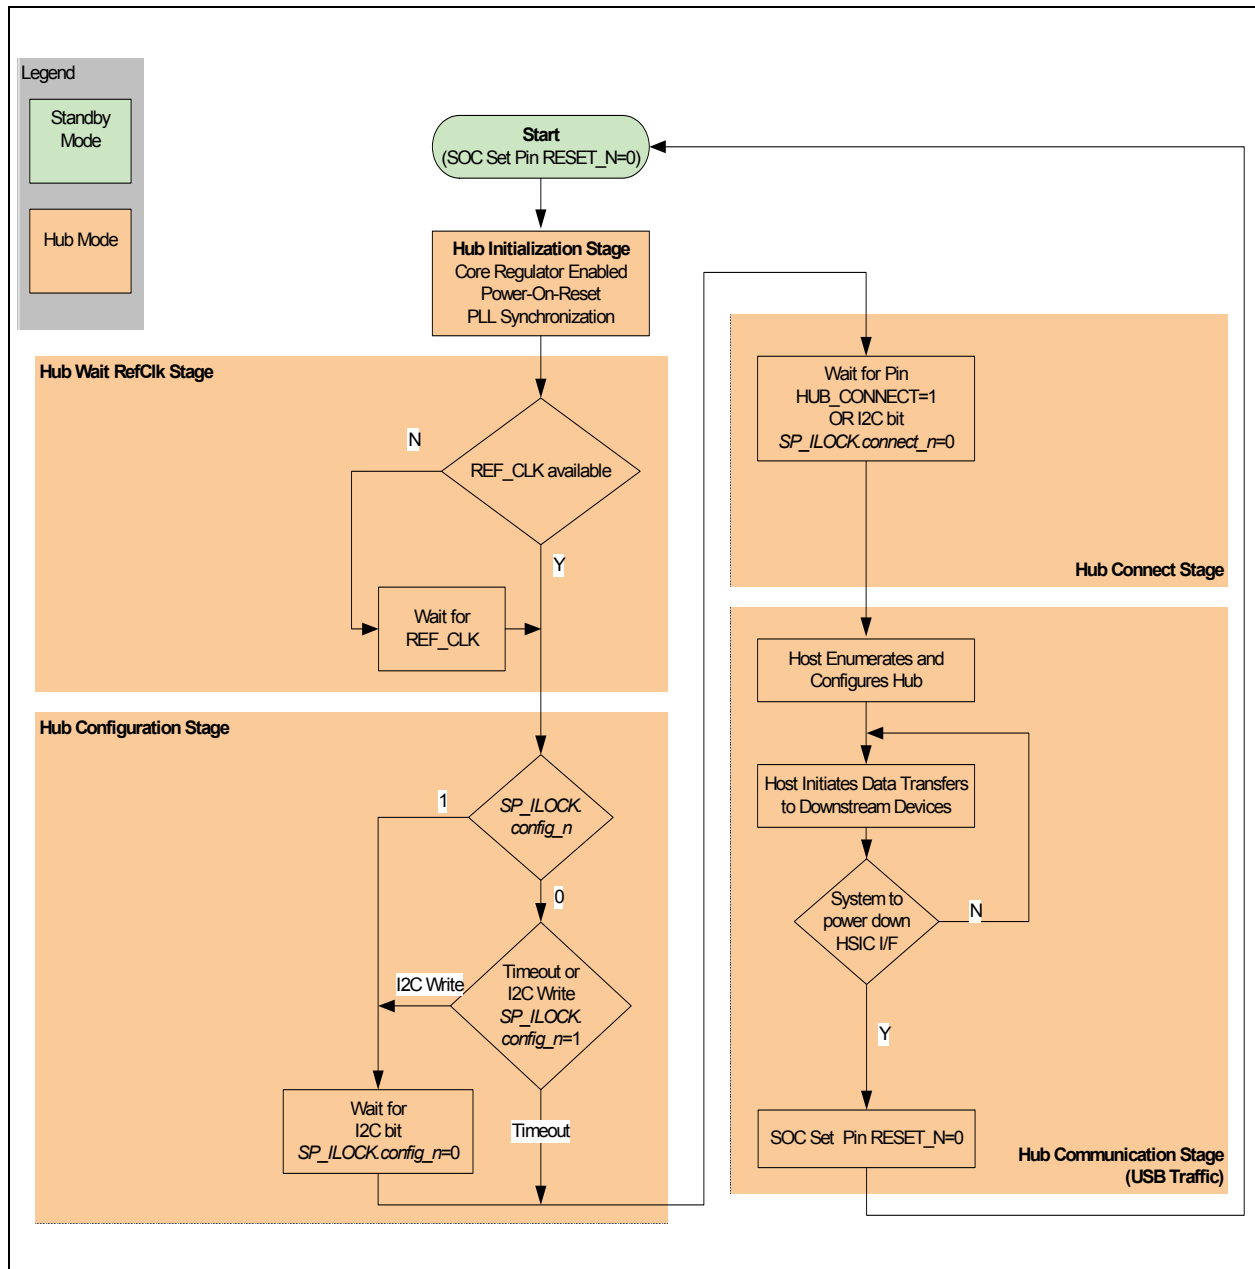 Legend
Standby
Mode
Hub Mode
Start
(SOC Set Pin RESET_N=0)
Hub Initialization Stage
Core Regulator Enabled
Power-On-Reset
PLL Synchronization
Hub Wait RefClk Stage
N
REF_CLK available
Y
Wait for
REF_CLK
Hub Configuration Stage
1
SP_ILOCK.
config_n
0
I2C Write
Timeout or
I2C Write
SP_ILOCK.
config_n=1
Wait for
I2C bit
SP_ILOCK.config_n=0
Timeout
Wait for Pin
HUB_CONNECT=1
OR I2C bit
SP_ILOCK.connect_n=0
Hub Connect Stage
Host Enumerates and
Configures Hub
Host Initiates Data Transfers
to Downstream Devices
System to
power down
HSIC I/F
N
Y
SOC Set Pin RESET_N=0
Hub Communication Stage
(USB Traffic)